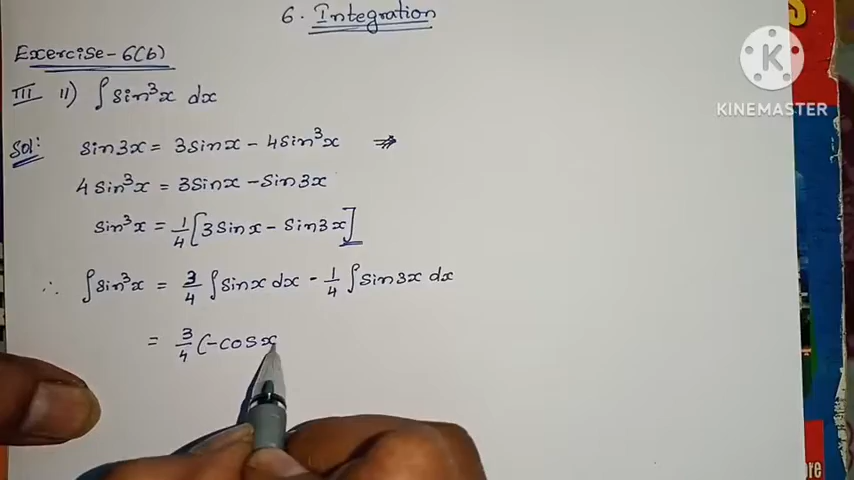 6. Integration
Exercise-6(b)
III 11) ∫sin³x dx
Sol: sin3x = 3sinx - 4sin³x ⇒
4sin³x = 3sinx - sin3x
sin³x = 1/4[3sinx - sin3x]
∴ ∫sin³x = 3/4 ∫sinx dx - 1/4 ∫sin3x dx
= 3/4 (-cosx
K
KINEMASTER